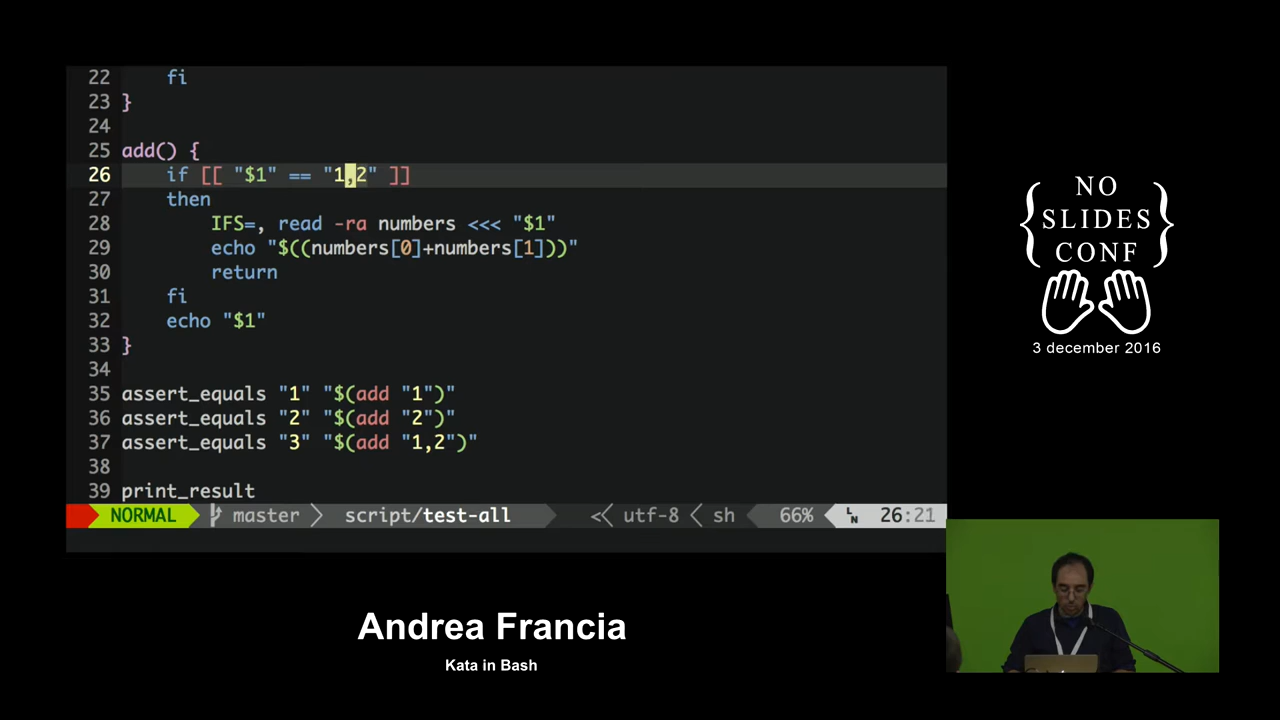 22     fi
23 }
24
25 add() {
26     if [[ "$1" == "1,2" ]]
27     then
28         IFS=, read -ra numbers <<< "$1"
29         echo "$((numbers[0]+numbers[1]))"
30         return
31     fi
32     echo "$1"
33 }
34
35 assert_equals "1" "$(add "1")"
36 assert_equals "2" "$(add "2")"
37 assert_equals "3" "$(add "1,2")"
38
39 print_result
NORMAL master script/test-all utf-8 sh 66% LN 26:21
NO
SLIDES
CONF
3 december 2016
Andrea Francia
Kata in Bash